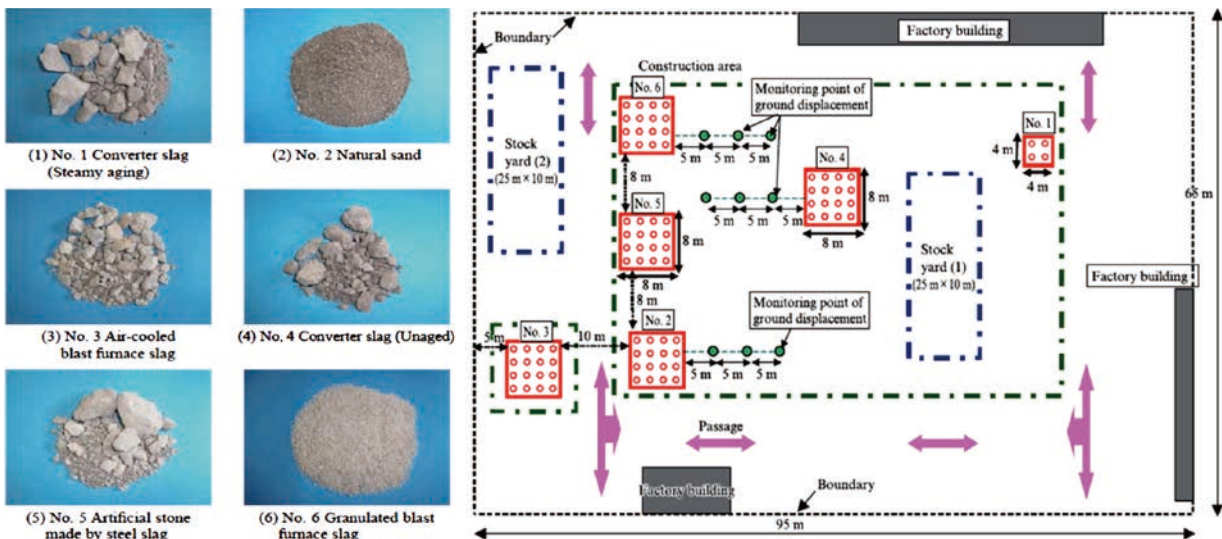 (1) No. 1 Converter slag
(Steamy aging)
(2) No. 2 Natural sand
(3) No. 3 Air-cooled
blast furnace slag
(4) No. 4 Converter slag (Unaged)
(5) No. 5 Artificial stone
made by steel slag
(6) No. 6 Granulated blast
furnace slag
Boundary
Factory building
Construction area
Monitoring point of
ground displacement
No. 6
No. 1
Stock
yard (2)
(25 m × 10 m)
5 m
5 m
5 m
4 m
4 m
8 m
No. 4
65 m
No. 5
8 m
5 m
5 m
5 m
8 m
8 m
8 m
Stock
yard (1)
(25 m × 10 m)
Factory building
8 m
8 m
Monitoring point of
ground displacement
No. 3
No. 2
5 m
10 m
5 m
5 m
5 m
Passage
Factory building
Boundary
95 m